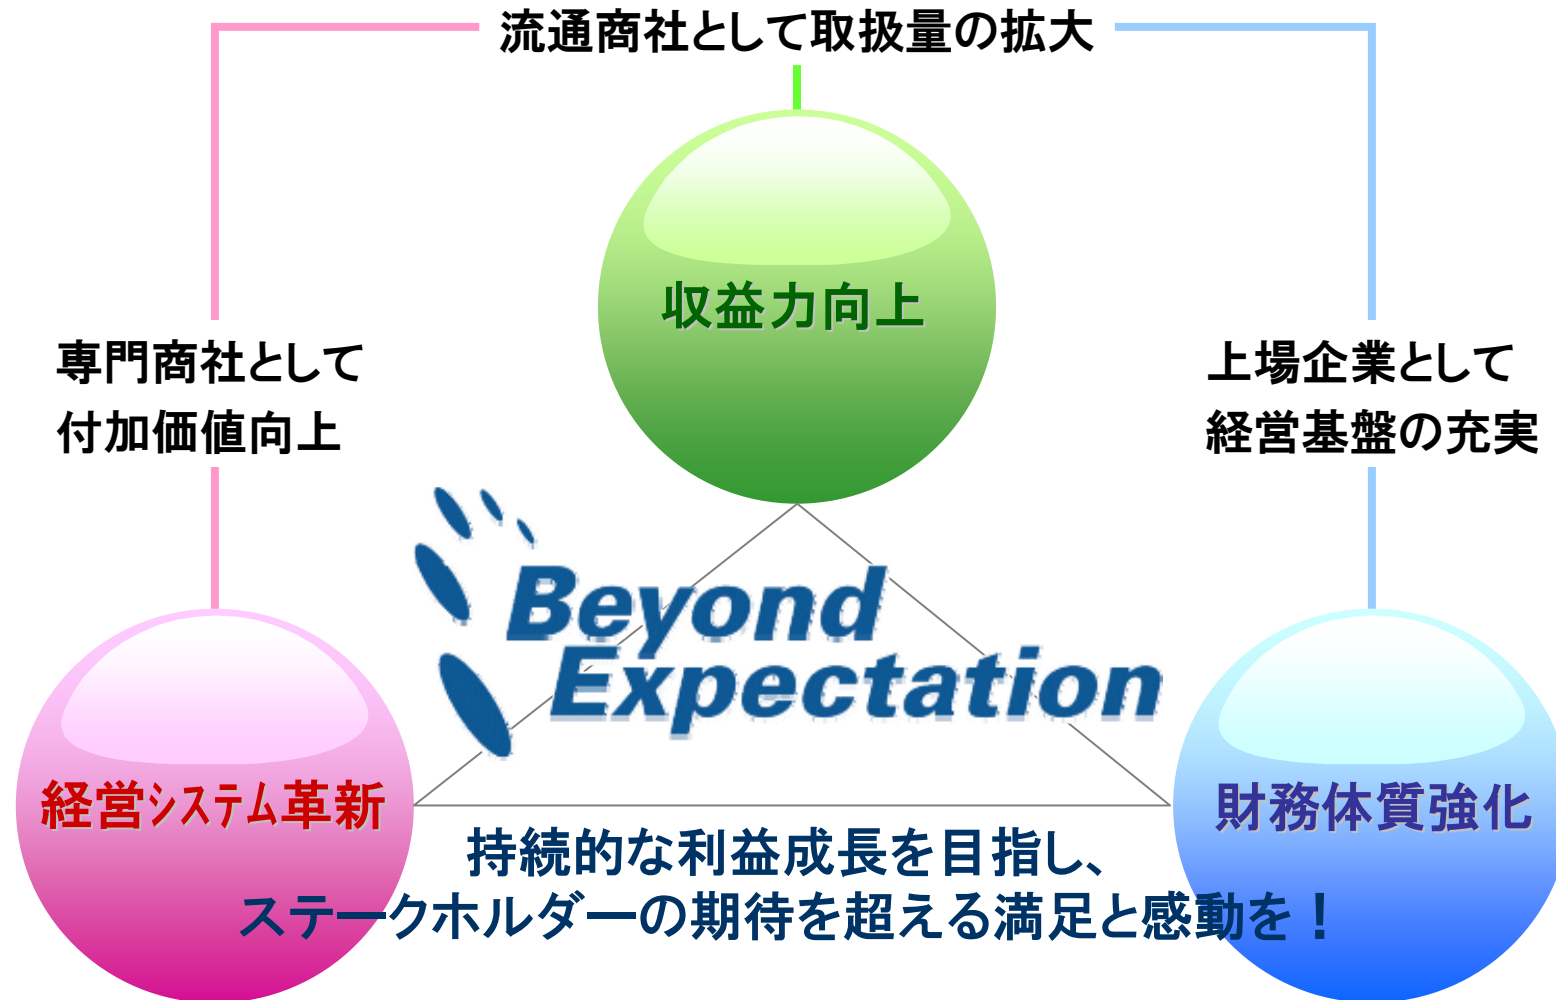 流通商社として取扱量の拡大
収益力向上
専門商社として
付加価値向上
上場企業として
経営基盤の充実
Beyond
Expectation
経営ｼｽﾃﾑ革新
財務体質強化
持続的な利益成長を目指し、
ステークホルダーの期待を超える満足と感動を！